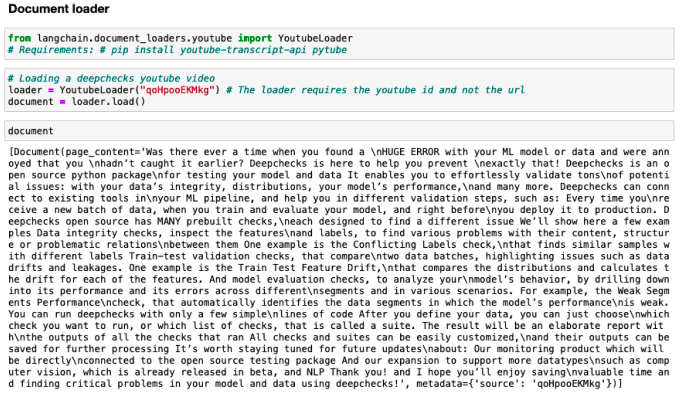 Document loader
from langchain.document_loaders.youtube import YoutubeLoader
# Requirements: # pip install youtube-transcript-api pytube
# Loading a deepchecks youtube video
loader = YoutubeLoader("qoHpooEKMkg") # The loader requires the youtube id and not the url
document = loader.load()
document
[Document(page_content='Was there ever a time when you found a \nHUGE ERROR with your ML model or data and were ann
oyed that you \nhadn’t caught it earlier? Deepchecks is here to help you prevent \nexactly that! Deepchecks is an o
pen source python package\nfor testing your model and data It enables you to effortlessly validate tons\nof potenti
al issues: with your data’s integrity, distributions, your model’s performance,\nand many more. Deepchecks can conn
ect to existing tools in\nyour ML pipeline, and help you in different validation steps, such as: Every time you\nre
ceive a new batch of data, when you train and evaluate your model, and right before\nyou deploy it to production. D
eepchecks open source has MANY prebuilt checks,\neach designed to find a different issue We’ll show here a few exam
ples Data integrity checks, inspect the features\nand labels, to find various problems with their content, structur
e or problematic relations\nbetween them One example is the Conflicting Labels check,\nthat finds similar samples w
ith different labels Train-test validation checks, that compare\ntwo data batches, highlighting issues such as data
drifts and leakages. One example is the Train Test Feature Drift,\nthat compares the distributions and calculates t
he drift for each of the features. And model evaluation checks, to analyze your\nmodel’s behavior, by drilling down
into its performance and its errors across different\nsegments and in various scenarios. For example, the Weak Segm
ents Performance\ncheck, that automatically identifies the data segments in which the model’s performance\nis weak.
You can run deepchecks with only a few simple\nlines of code After you define your data, you can just choose\nwhich
check you want to run, or which list of checks, that is called a suite. The result will be an elaborate report wit
h\nthe outputs of all the checks that ran All checks and suites can be easily customized,\nand their outputs can be
saved for further processing It’s worth staying tuned for future updates\nabout: Our monitoring product which will
be directly\nconnected to the open source testing package And our expansion to support more datatypes\nsuch as comp
uter vision, which is already released in beta, and NLP Thank you! and I hope you’ll enjoy saving\nvaluable time an
d finding critical problems in your model and data using deepchecks!', metadata={'source': 'qoHpooEKMkg'})]